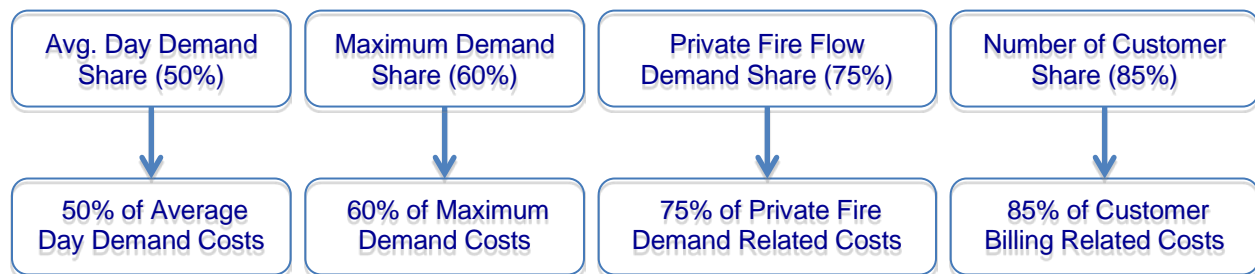 Avg. Day Demand
Share (50%)
Maximum Demand
Share (60%)
Private Fire Flow
Demand Share (75%)
Number of Customer
Share (85%)
50% of Average
Day Demand Costs
60% of Maximum
Demand Costs
75% of Private Fire
Demand Related Costs
85% of Customer
Billing Related Costs